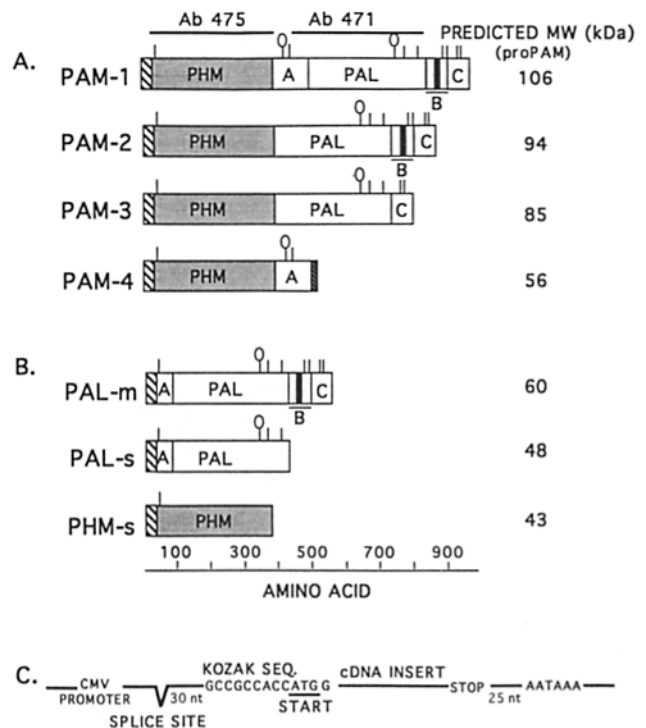 Ab 475 Ab 471 PREDICTED MW (kDa)
(proPAM)
A.
PAM-1 PHM A PAL C 106
B
PAM-2 PHM PAL C 94
B
PAM-3 PHM PAL C 85
PAM-4 PHM A 56
B.
PAL-m A PAL C 60
B
PAL-s A PAL 48
PHM-s PHM 43
100 300 500 700 900
AMINO ACID
C.
KOZAK SEQ. cDNA INSERT
CMV GCCGCCACCATGG STOP AATAAA
PROMOTER 30 nt START 25 nt
SPLICE SITE